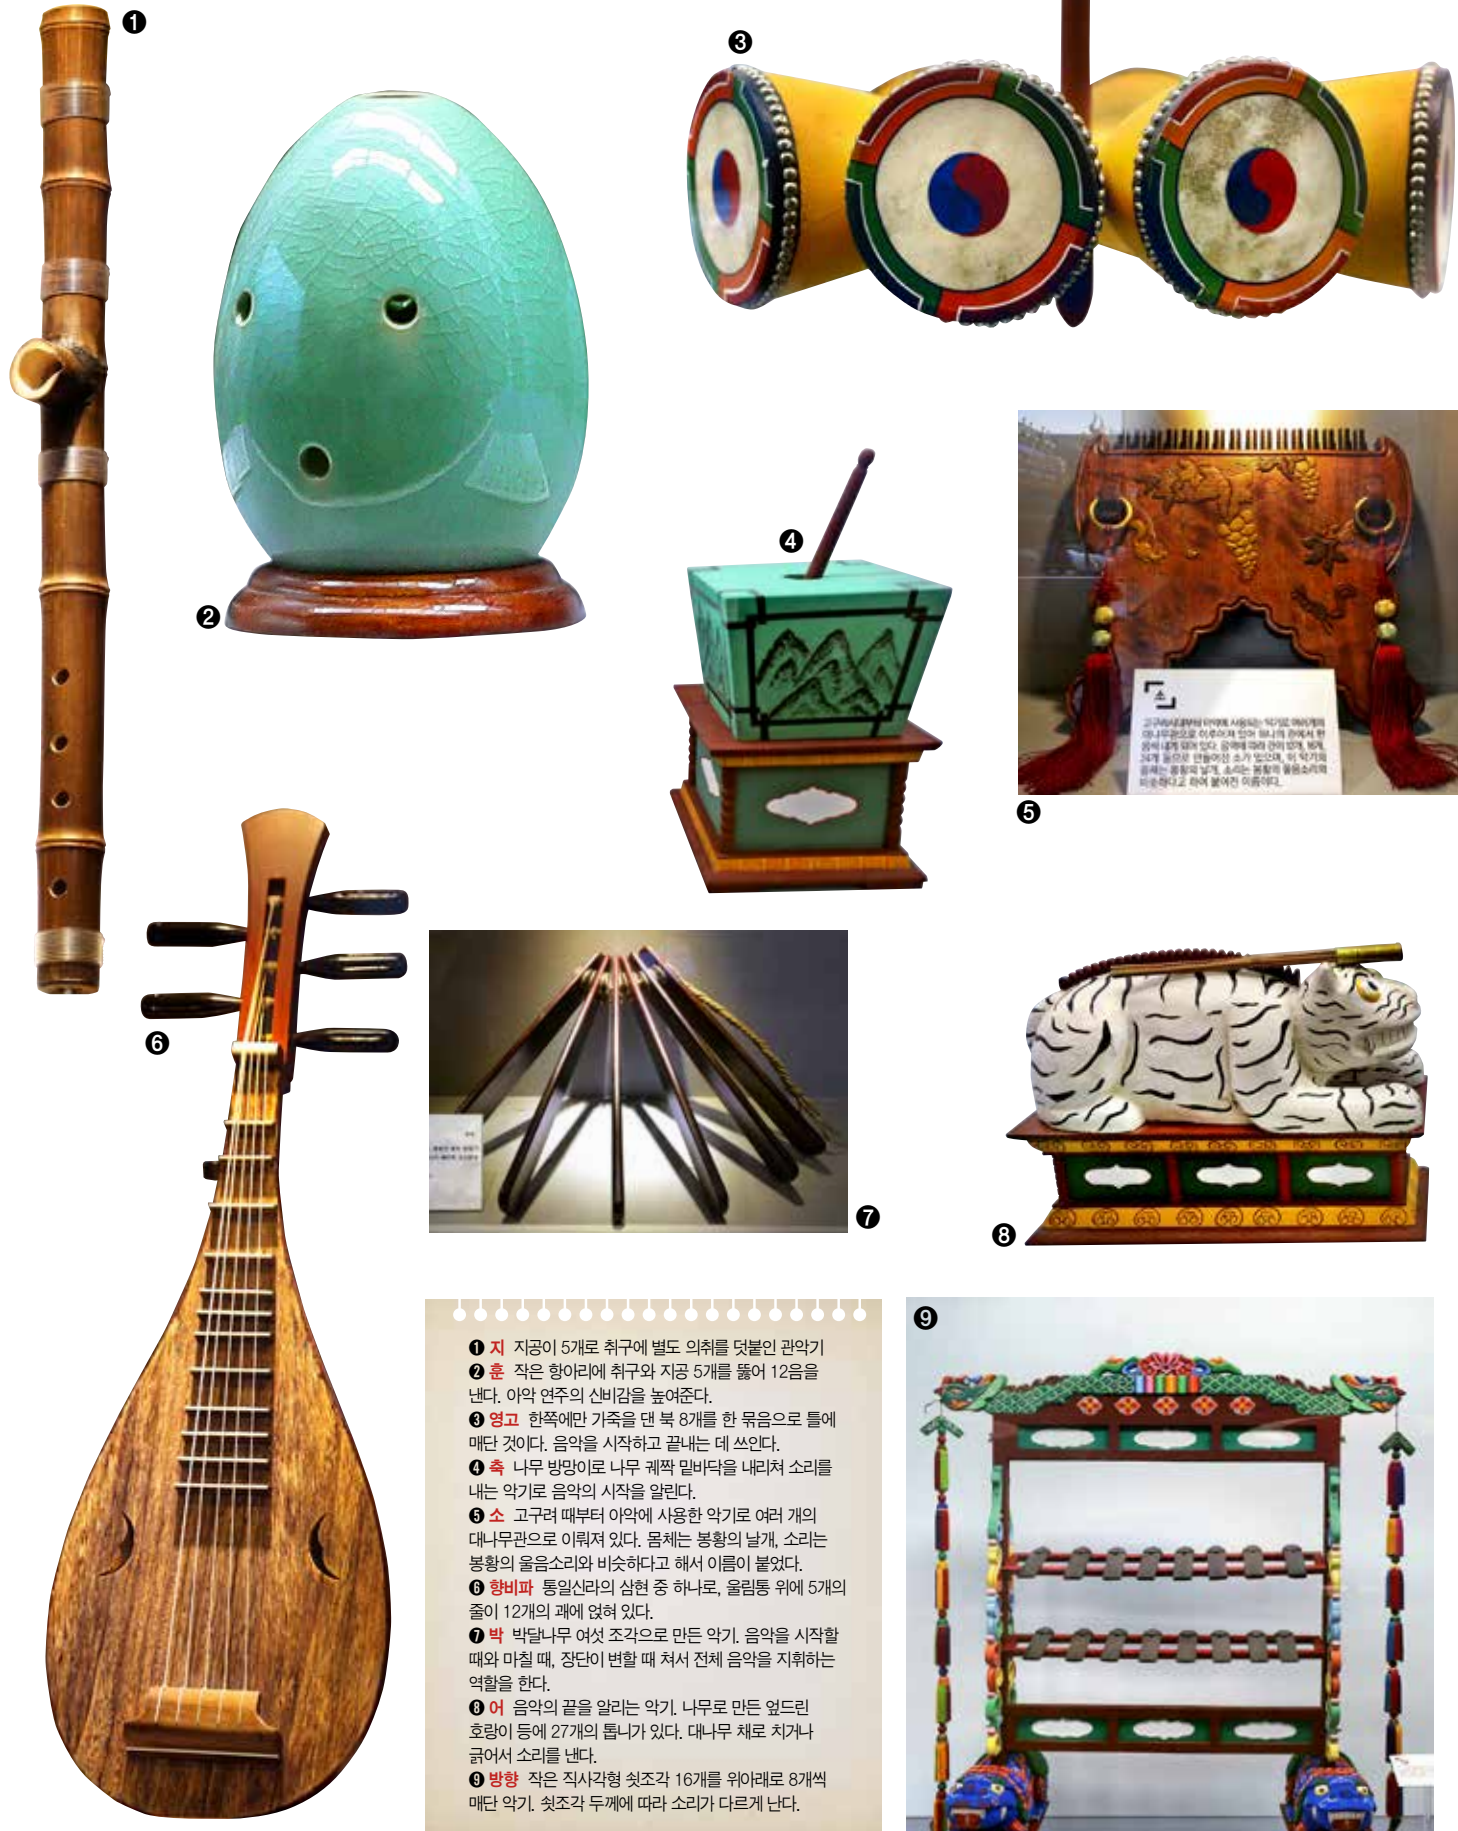 ❶
❸
❷
❹
소
❺
❻
❼
❽
❾
❶ 지 지공이 5개로 취구에 별도 의취를 덧붙인 관악기
❷ 훈 작은 항아리에 취구와 지공 5개를 뚫어 12음을
낸다. 아악 연주의 신비감을 높여준다.
❸ 영고 한쪽에만 가죽을 댄 북 8개를 한 묶음으로 틀에
매단 것이다. 음악을 시작하고 끝내는 데 쓰인다.
❹ 축 나무 방망이로 나무 궤짝 밑바닥을 내리쳐 소리를
내는 악기로 음악의 시작을 알린다.
❺ 소 고구려 때부터 아악에 사용한 악기로 여러 개의
대나무관으로 이뤄져 있다. 몸체는 봉황의 날개, 소리는
봉황의 울음소리와 비슷하다고 해서 이름이 붙었다.
❻ 향비파 통일신라의 삼현 중 하나로, 울림통 위에 5개의
줄이 12개의 괘에 얹혀 있다.
❼ 박 박달나무 여섯 조각으로 만든 악기. 음악을 시작할
때와 마칠 때, 장단이 변할 때 쳐서 전체 음악을 지휘하는
역할을 한다.
❽ 어 음악의 끝을 알리는 악기. 나무로 만든 엎드린
호랑이 등에 27개의 톱니가 있다. 대나무 채로 치거나
긁어서 소리를 낸다.
❾ 방향 작은 직사각형 쇳조각 16개를 위아래로 8개씩
매단 악기. 쇳조각 두께에 따라 소리가 다르게 난다.